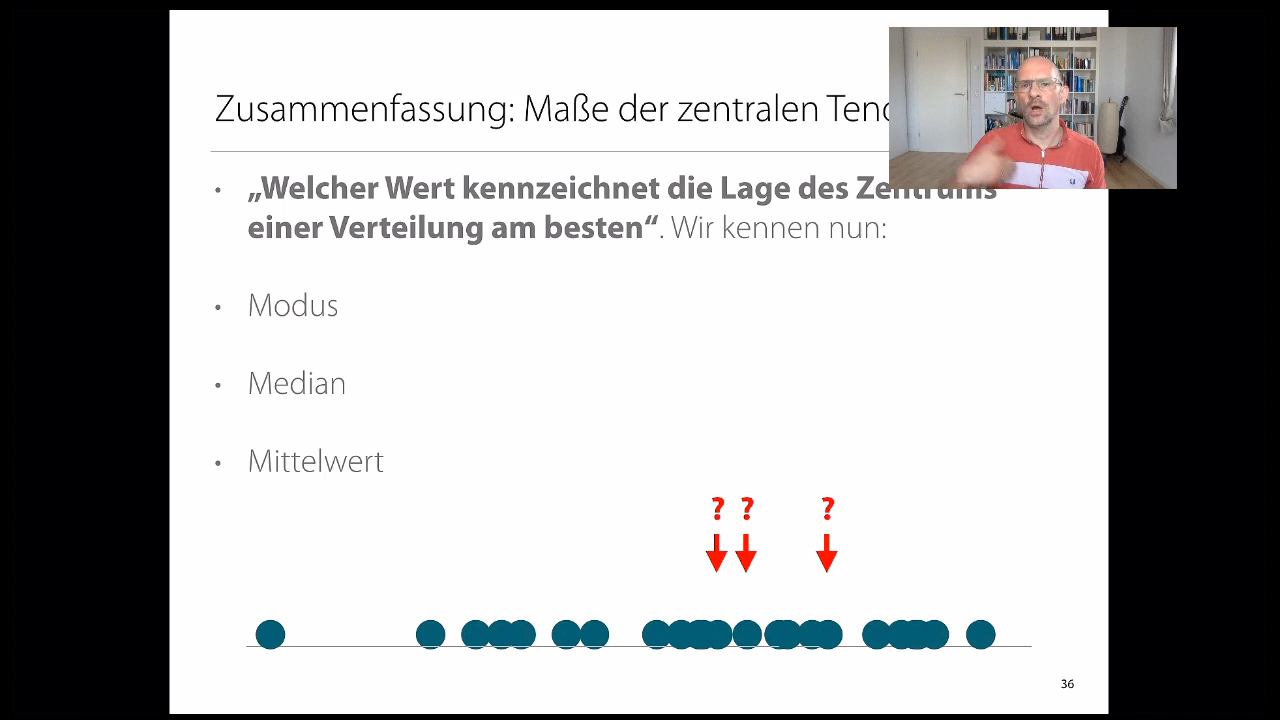 Zusammenfassung: Maße der zentralen Tend
• „Welcher Wert kennzeichnet die Lage des Zentrums
einer Verteilung am besten“. Wir kennen nun:
• Modus
• Median
• Mittelwert
? ? ?
36